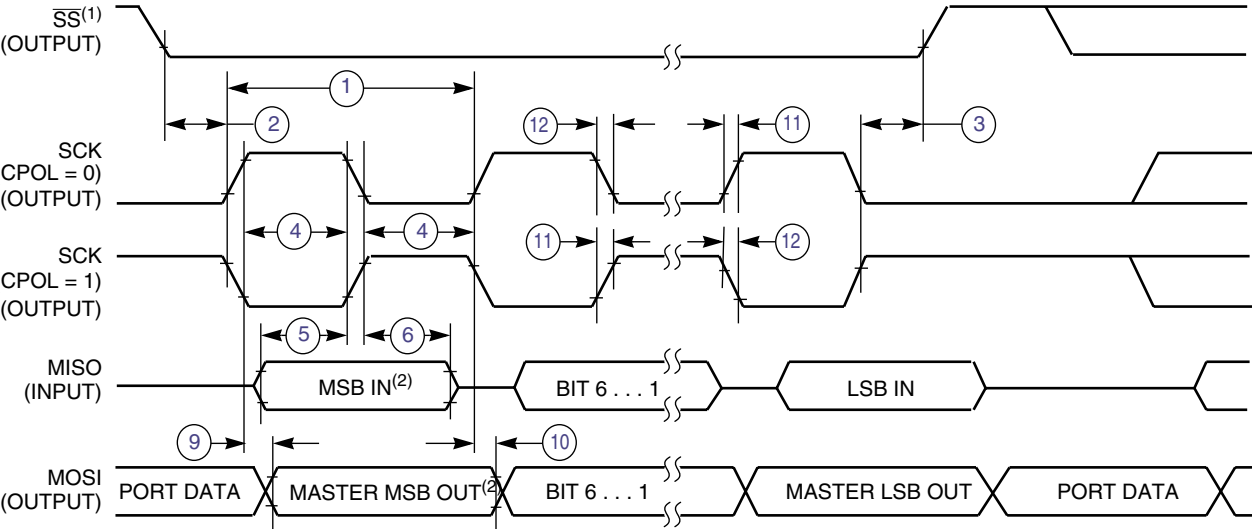 SS(1)
(OUTPUT)
1
2
12
11
3
SCK
CPOL = 0)
(OUTPUT)
4
4
11
12
SCK
CPOL = 1)
(OUTPUT)
5
6
MISO
(INPUT)
MSB IN(2)
BIT 6 . . . 1
LSB IN
9
10
MOSI
(OUTPUT)
PORT DATA
MASTER MSB OUT(2
BIT 6 . . . 1
MASTER LSB OUT
PORT DATA